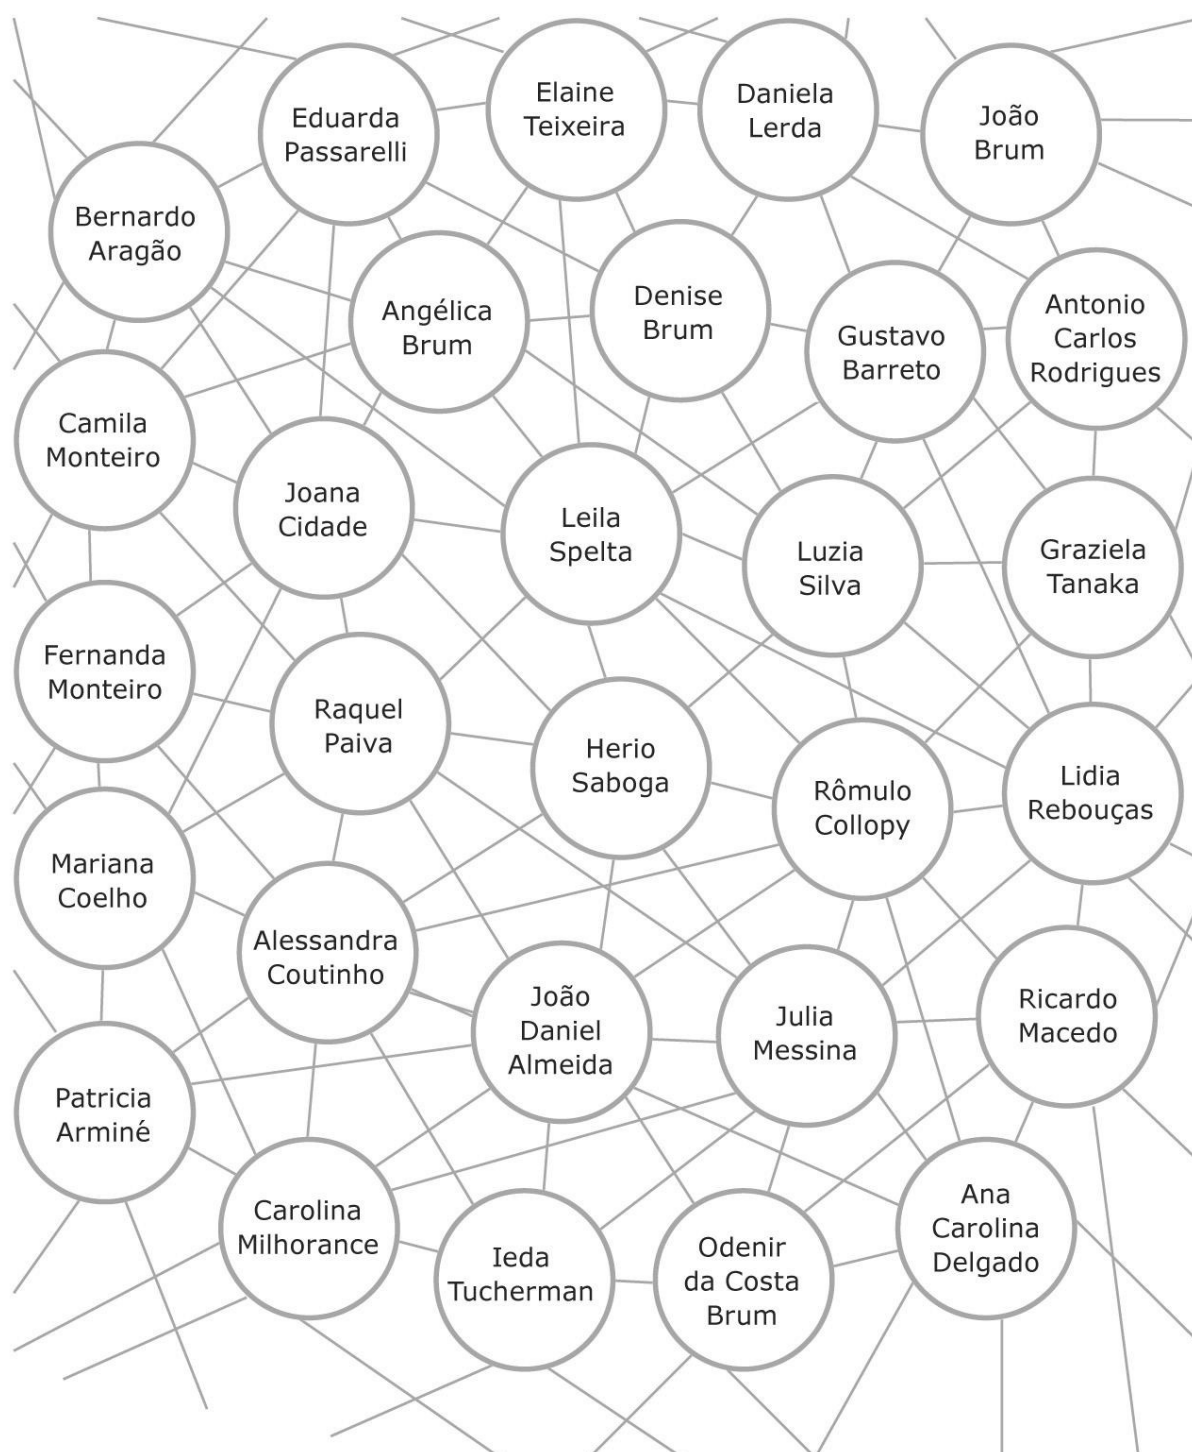 Eduarda
Passarelli
Elaine
Teixeira
Daniela
Lerda
João
Brum
Bernardo
Aragão
Angélica
Brum
Denise
Brum
Gustavo
Barreto
Antonio
Carlos
Rodrigues
Camila
Monteiro
Joana
Cidade
Leila
Spelta
Luzia
Silva
Graziela
Tanaka
Fernanda
Monteiro
Raquel
Paiva
Herio
Saboga
Rômulo
Collopy
Lidia
Rebouças
Mariana
Coelho
Alessandra
Coutinho
João
Daniel
Almeida
Julia
Messina
Ricardo
Macedo
Patricia
Arminé
Carolina
Milhorance
Ieda
Tucherman
Odenir
da Costa
Brum
Ana
Carolina
Delgado